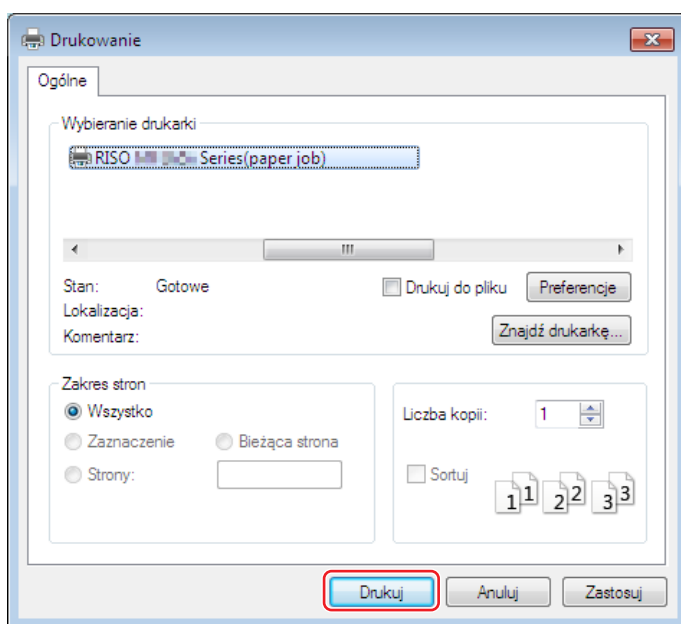 Drukowanie
Ogólne
Wybieranie drukarki
RISO Series(paper job)
Stan: Gotowe
Drukuj do pliku
Preferencje
Lokalizacja:
Komentarz:
Znajdź drukarkę...
Zakres stron
Wszystko
Zaznaczenie
Bieżąca strona
Strony:
Liczba kopii: 1
Sortuj
1 1 2 2 3 3
Drukuj
Anuluj
Zastosuj